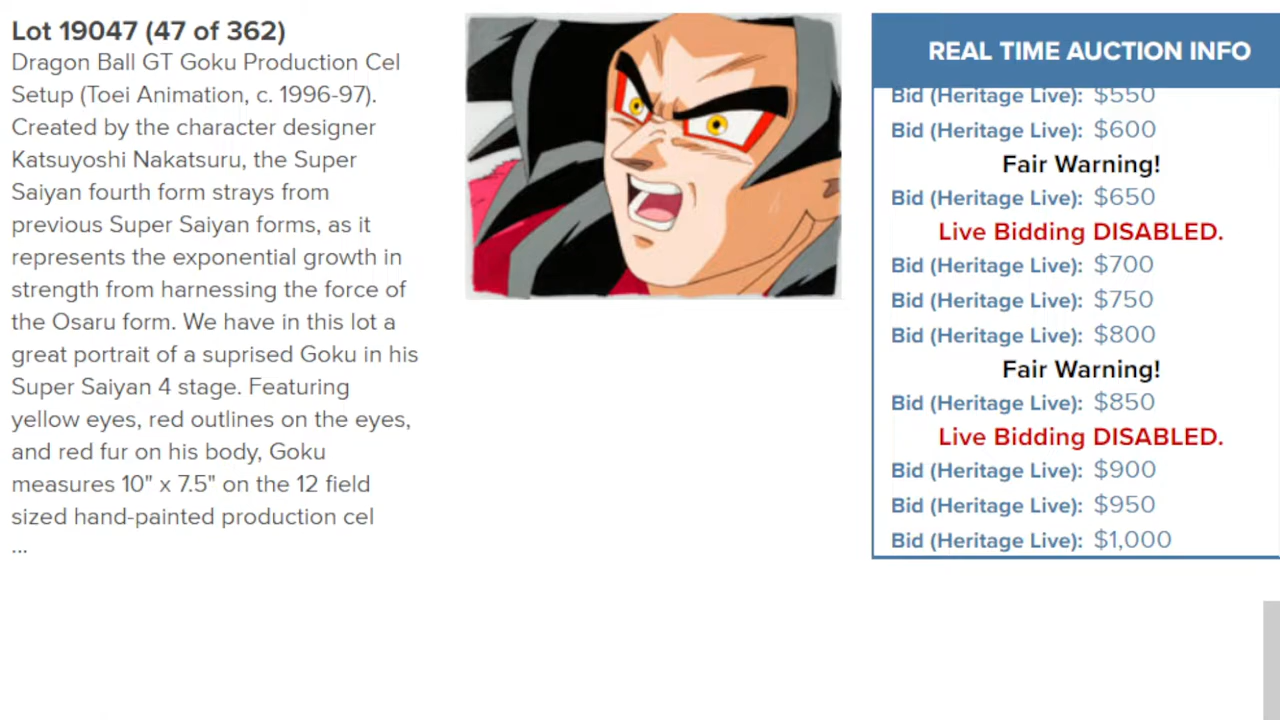 Lot 19047 (47 of 362)
Dragon Ball GT Goku Production Cel
Setup (Toei Animation, c. 1996-97).
Created by the character designer
Katsuyoshi Nakatsuru, the Super
Saiyan fourth form strays from
previous Super Saiyan forms, as it
represents the exponential growth in
strength from harnessing the force of
the Osaru form. We have in this lot a
great portrait of a suprised Goku in his
Super Saiyan 4 stage. Featuring
yellow eyes, red outlines on the eyes,
and red fur on his body, Goku
measures 10" x 7.5" on the 12 field
sized hand-painted production cel
...
REAL TIME AUCTION INFO
Bid (Heritage Live): $550
Bid (Heritage Live): $600
Fair Warning!
Bid (Heritage Live): $650
Live Bidding DISABLED.
Bid (Heritage Live): $700
Bid (Heritage Live): $750
Bid (Heritage Live): $800
Fair Warning!
Bid (Heritage Live): $850
Live Bidding DISABLED.
Bid (Heritage Live): $900
Bid (Heritage Live): $950
Bid (Heritage Live): $1,000